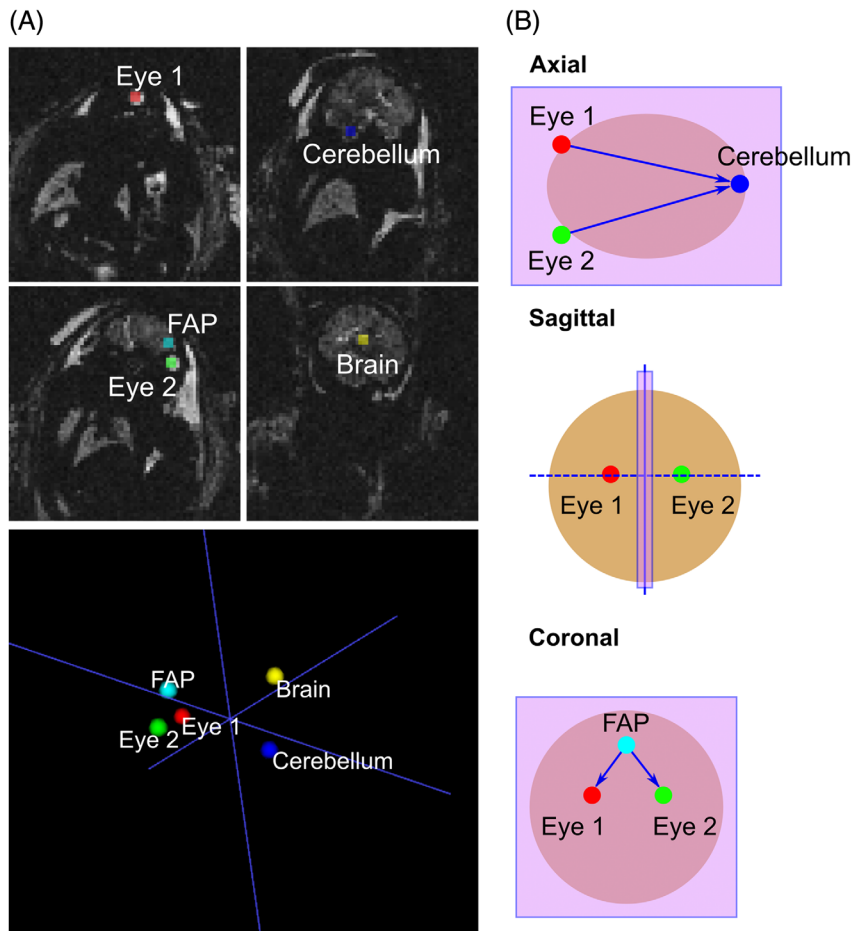 (A)
Eye 1
Cerebellum
FAP
Eye 2
Brain
FAP
Brain
Eye 1
Eye 2
Cerebellum
(B)
Axial
Eye 1
Cerebellum
Eye 2
Sagittal
Eye 1
Eye 2
Coronal
FAP
Eye 1
Eye 2